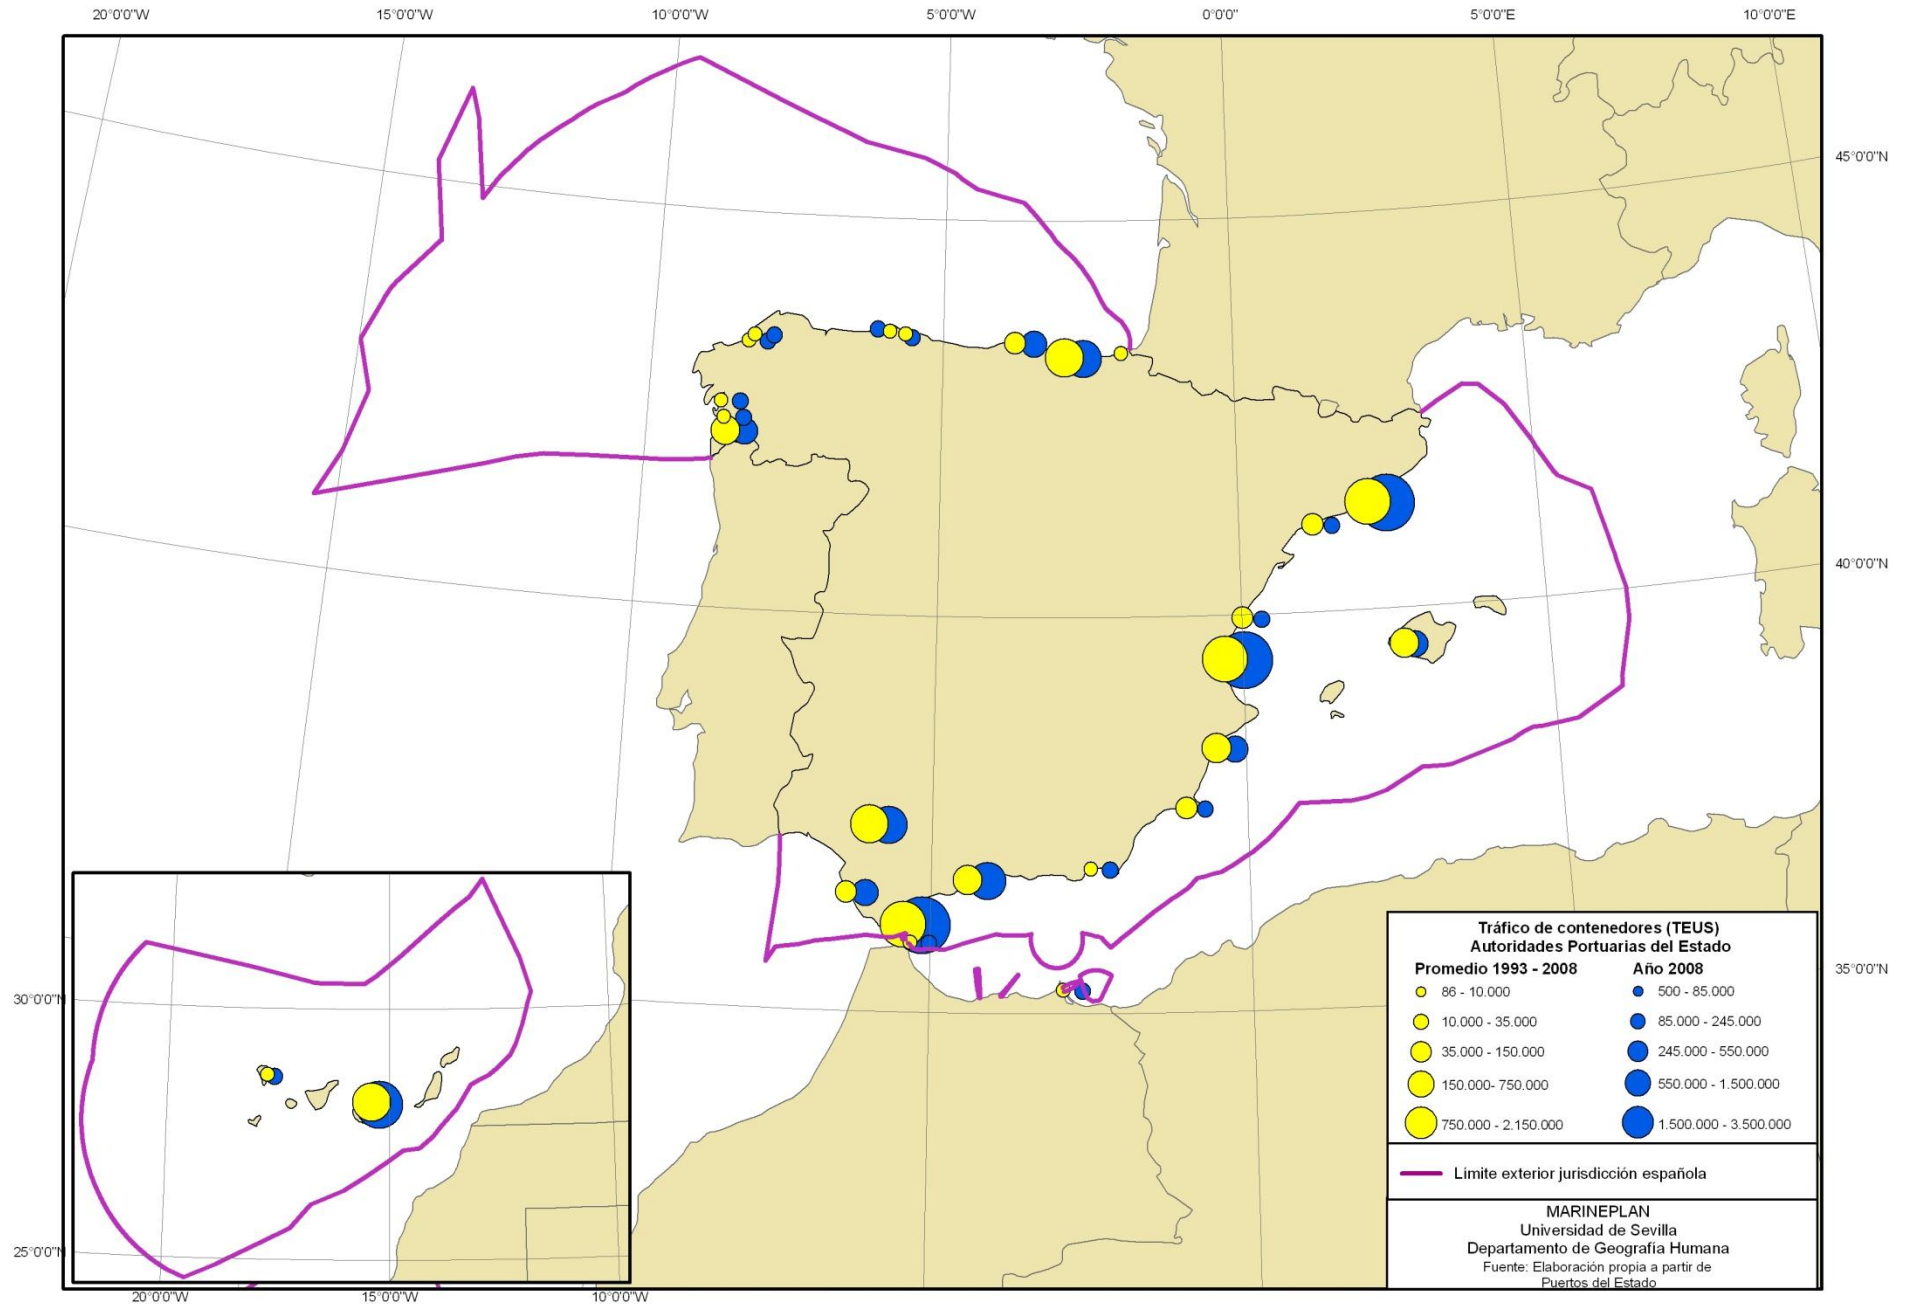 20°0'0"W 15°0'0"W 10°0'0"W 5°0'0"W 0°0'0" 5°0'0"E 10°0'0"E
45°0'0"N
40°0'0"N
35°0'0"N
30°0'0"N
25°0'0"N
20°0'0"W 15°0'0"W 10°0'0"W
Tráfico de contenedores (TEUS)
Autoridades Portuarias del Estado
Promedio 1993 - 2008 Año 2008
86 - 10.000 500 - 85.000
10.000 - 35.000 85.000 - 245.000
35.000 - 150.000 245.000 - 550.000
150.000- 750.000 550.000 - 1.500.000
750.000 - 2.150.000 1.500.000 - 3.500.000
Límite exterior jurisdicción española
MARINEPLAN
Universidad de Sevilla
Departamento de Geografía Humana
Fuente: Elaboración propia a partir de
Puertos del Estado